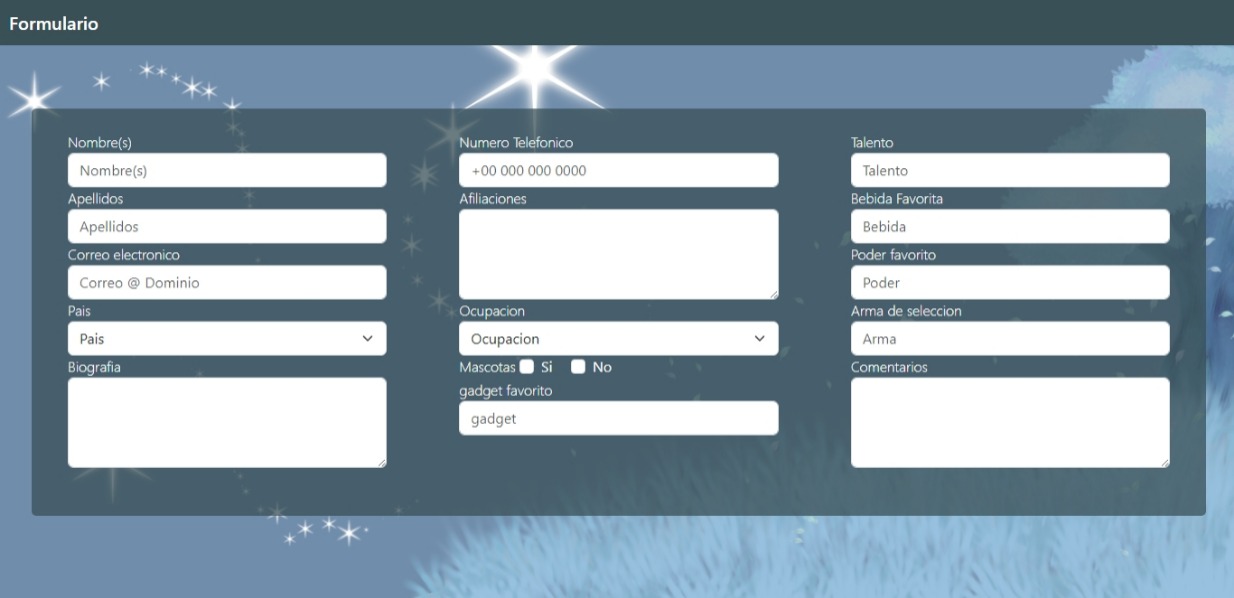 Formulario
Nombre(s)
Nombre(s)
Apellidos
Apellidos
Correo electronico
Correo @ Dominio
Pais
Pais
Biografia
Numero Telefonico
+00 000 000 0000
Afiliaciones
Ocupacion
Ocupacion
Mascotas Si No
gadget favorito
gadget
Talento
Talento
Bebida Favorita
Bebida
Poder favorito
Poder
Arma de seleccion
Arma
Comentarios